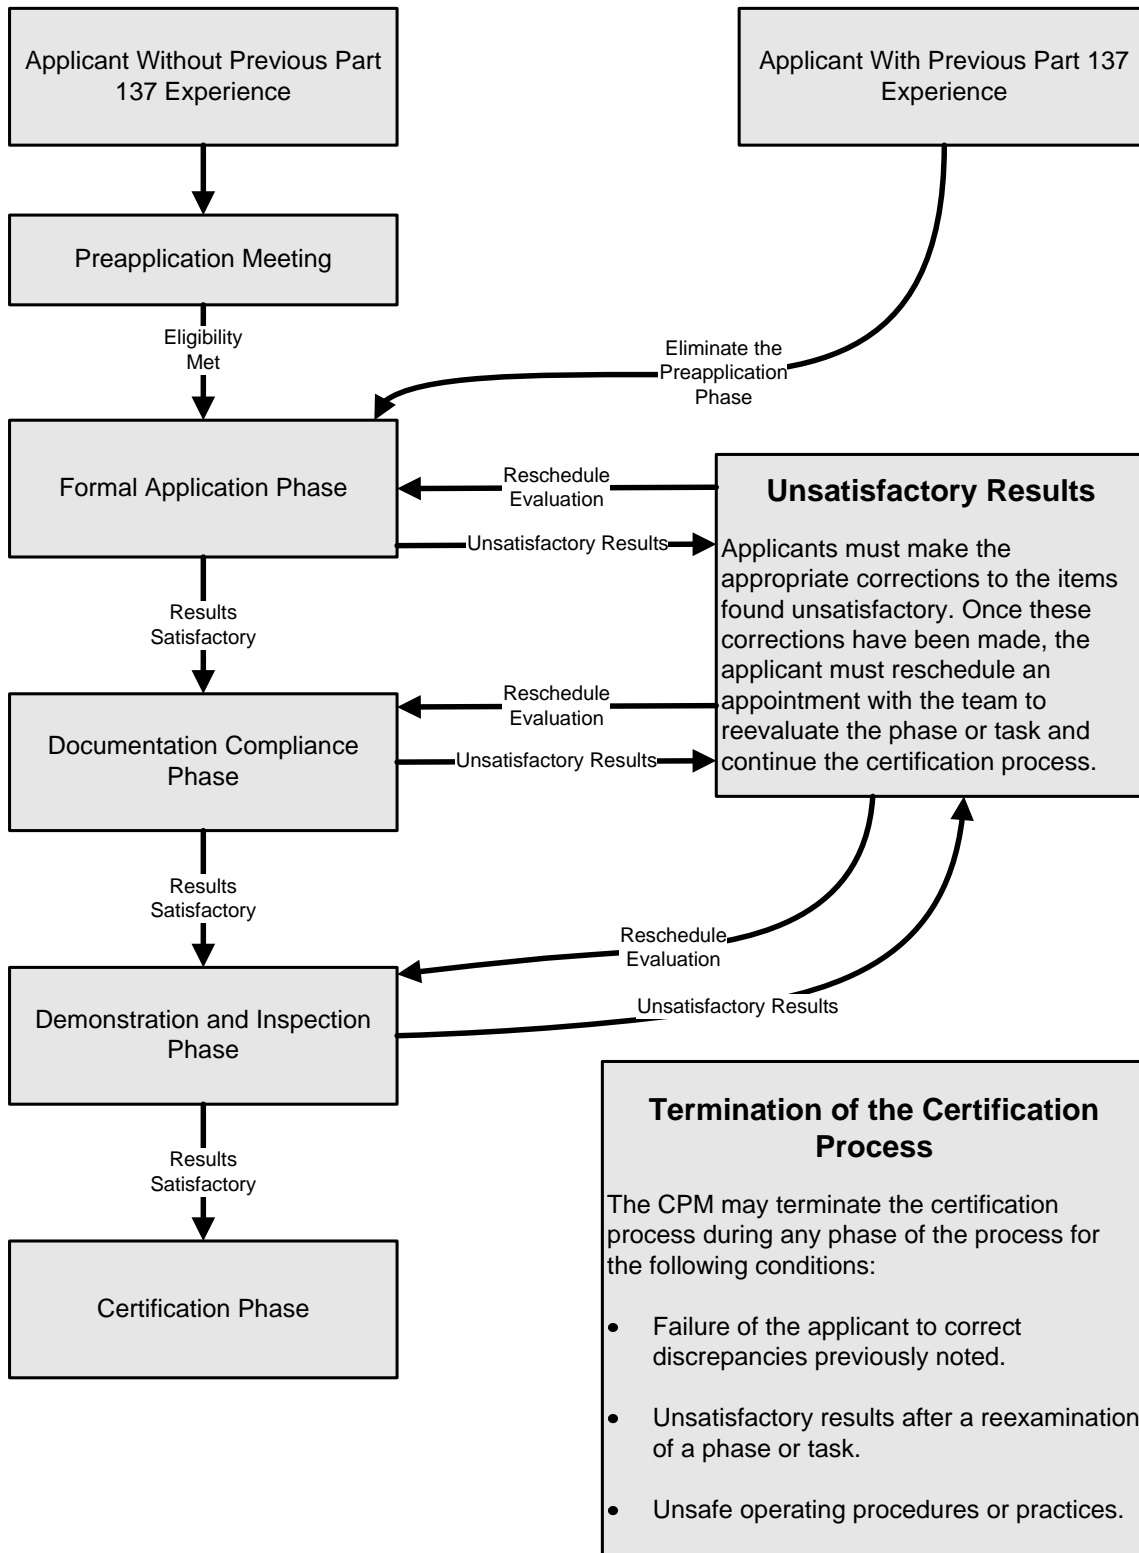 Applicant Without Previous Part
137 Experience
Applicant With Previous Part 137
Experience
Preapplication Meeting
Eligibility
Met
Eliminate the
Preapplication
Phase
Formal Application Phase
Reschedule
Evaluation
Unsatisfactory Results
Unsatisfactory Results
Applicants must make the
appropriate corrections to the items
found unsatisfactory. Once these
corrections have been made, the
applicant must reschedule an
appointment with the team to
reevaluate the phase or task and
continue the certification process.
Results
Satisfactory
Documentation Compliance
Phase
Reschedule
Evaluation
Unsatisfactory Results
Results
Satisfactory
Reschedule
Evaluation
Demonstration and Inspection
Phase
Unsatisfactory Results
Results
Satisfactory
Certification Phase
Termination of the Certification
Process
The CPM may terminate the certification
process during any phase of the process for
the following conditions:
• Failure of the applicant to correct
discrepancies previously noted.
• Unsatisfactory results after a reexamination
of a phase or task.
• Unsafe operating procedures or practices.